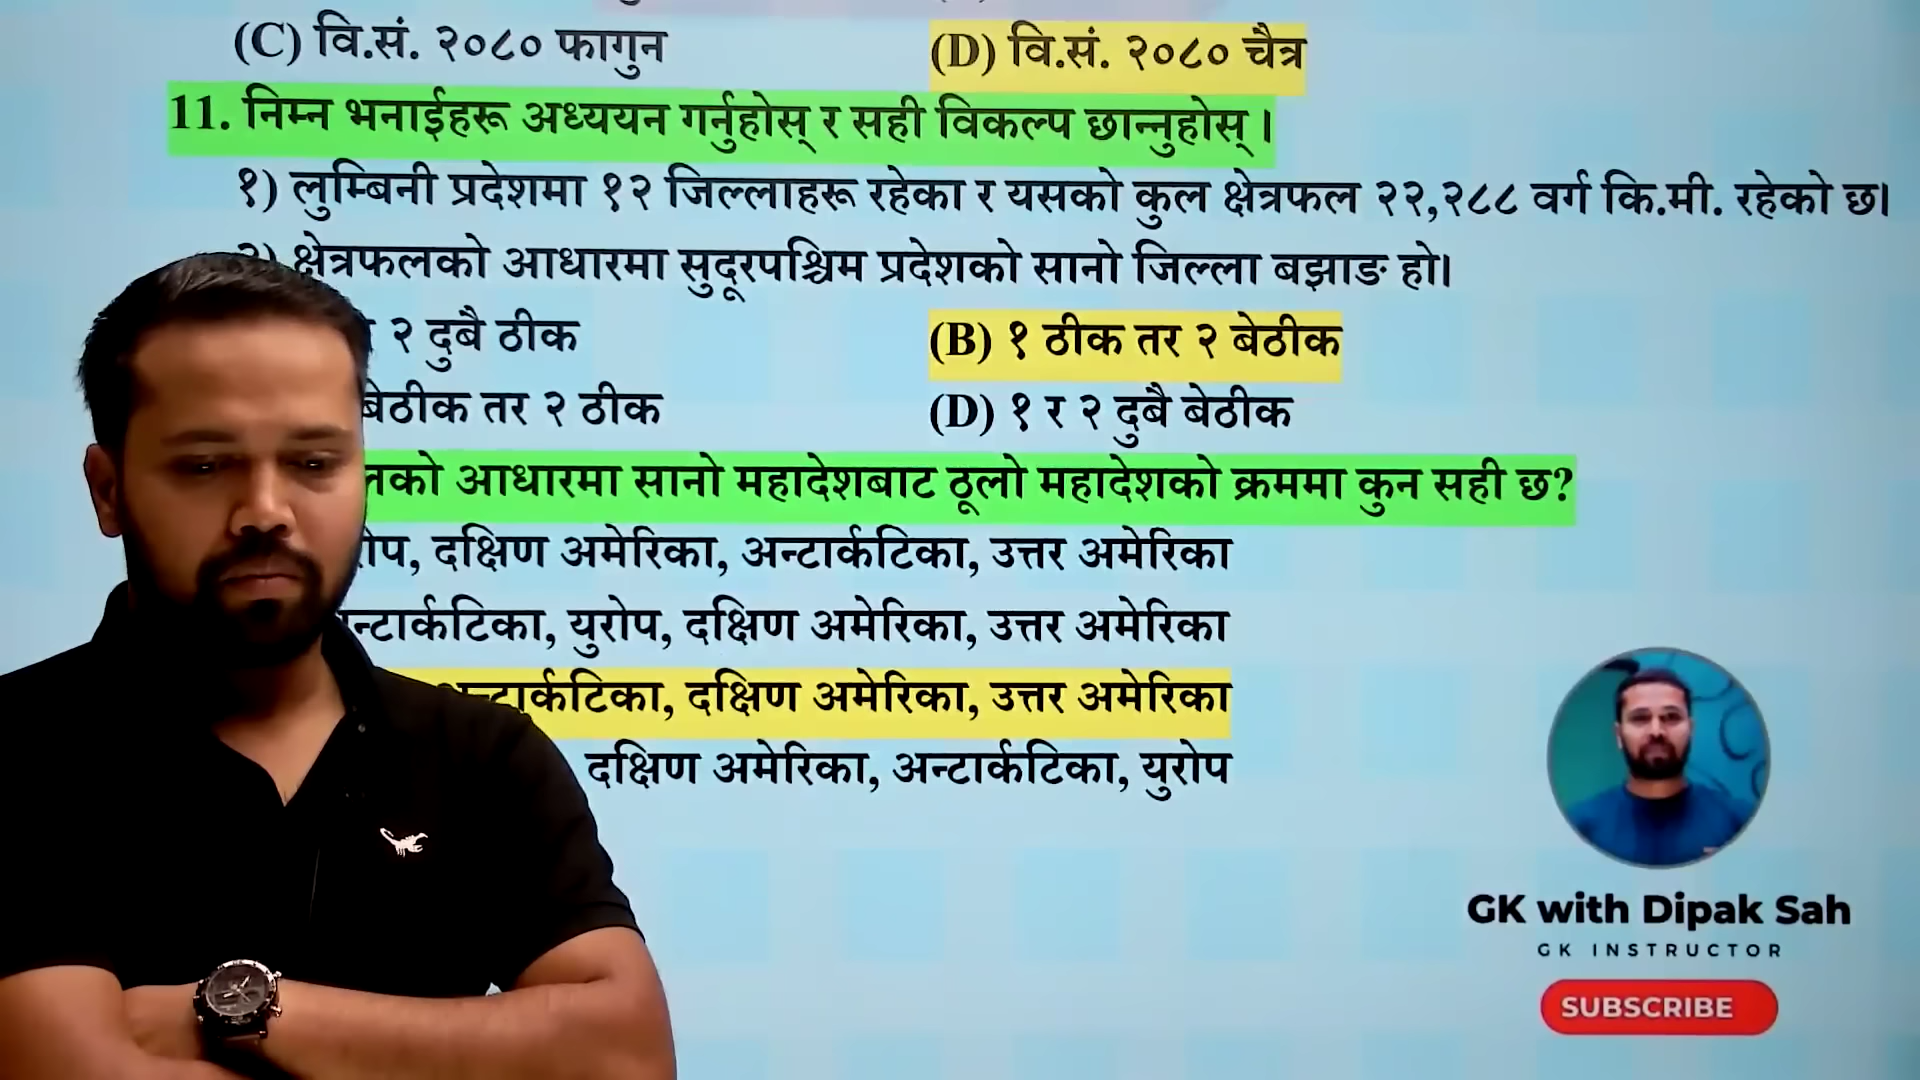 (C) वि.सं. २०८० फागुन (D) वि.सं. २०८० चैत्र
11. निम्न भनाईहरू अध्ययन गर्नुहोस् र सही विकल्प छान्नुहोस् ।
१) लुम्बिनी प्रदेशमा १२ जिल्लाहरू रहेका र यसको कुल क्षेत्रफल २२,२८८ वर्ग कि.मी. रहेको छ।
क्षेत्रफलको आधारमा सुदूरपश्चिम प्रदेशको सानो जिल्ला बझाङ हो।
२ दुबै ठीक (B) १ ठीक तर २ बेठीक
बेठीक तर २ ठीक (D) १ र २ दुबै बेठीक
आधारमा सानो महादेशबाट ठूलो महादेशको क्रममा कुन सही छ?
दक्षिण अमेरिका, अन्टार्कटिका, उत्तर अमेरिका
युरोप, दक्षिण अमेरिका, उत्तर अमेरिका
दक्षिण अमेरिका, उत्तर अमेरिका
दक्षिण अमेरिका, अन्टार्कटिका, युरोप
GK with Dipak Sah
GK INSTRUCTOR
SUBSCRIBE